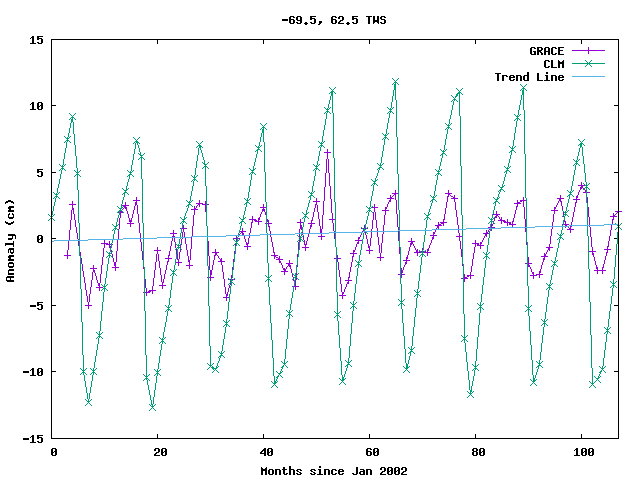 -69.5, 62.5 TWS
GRACE
CLM
Trend Line
15
10
5
0
-5
-10
-15
Anomaly (cm)
0 20 40 60 80 100
Months since Jan 2002